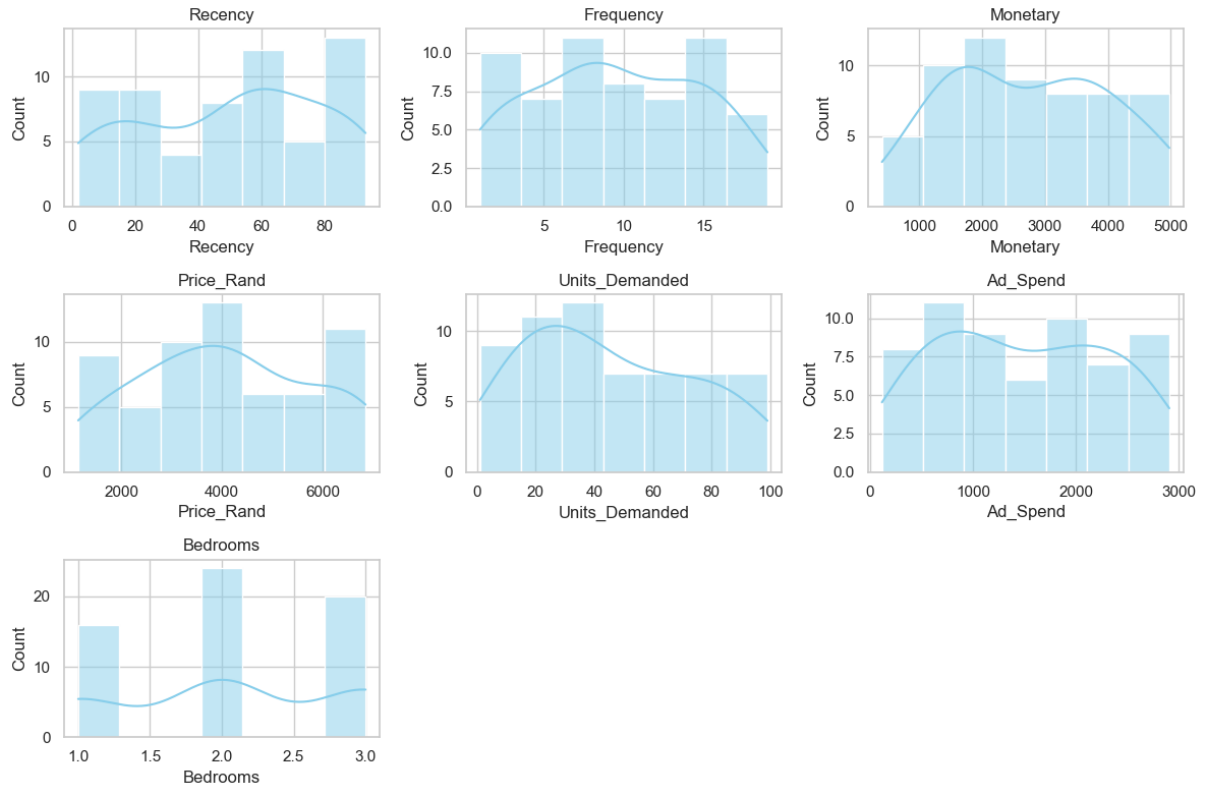 Recency
Count
10
5
0
0 20 40 60 80
Recency
Frequency
Count
10.0
7.5
5.0
2.5
0.0
5 10 15
Frequency
Monetary
Count
10
5
0
1000 2000 3000 4000 5000
Monetary
Price_Rand
Count
10
5
0
2000 4000 6000
Price_Rand
Units_Demanded
Count
10
5
0
0 20 40 60 80 100
Units_Demanded
Ad_Spend
Count
10.0
7.5
5.0
2.5
0.0
0 1000 2000 3000
Ad_Spend
Bedrooms
Count
20
10
0
1.0 1.5 2.0 2.5 3.0
Bedrooms